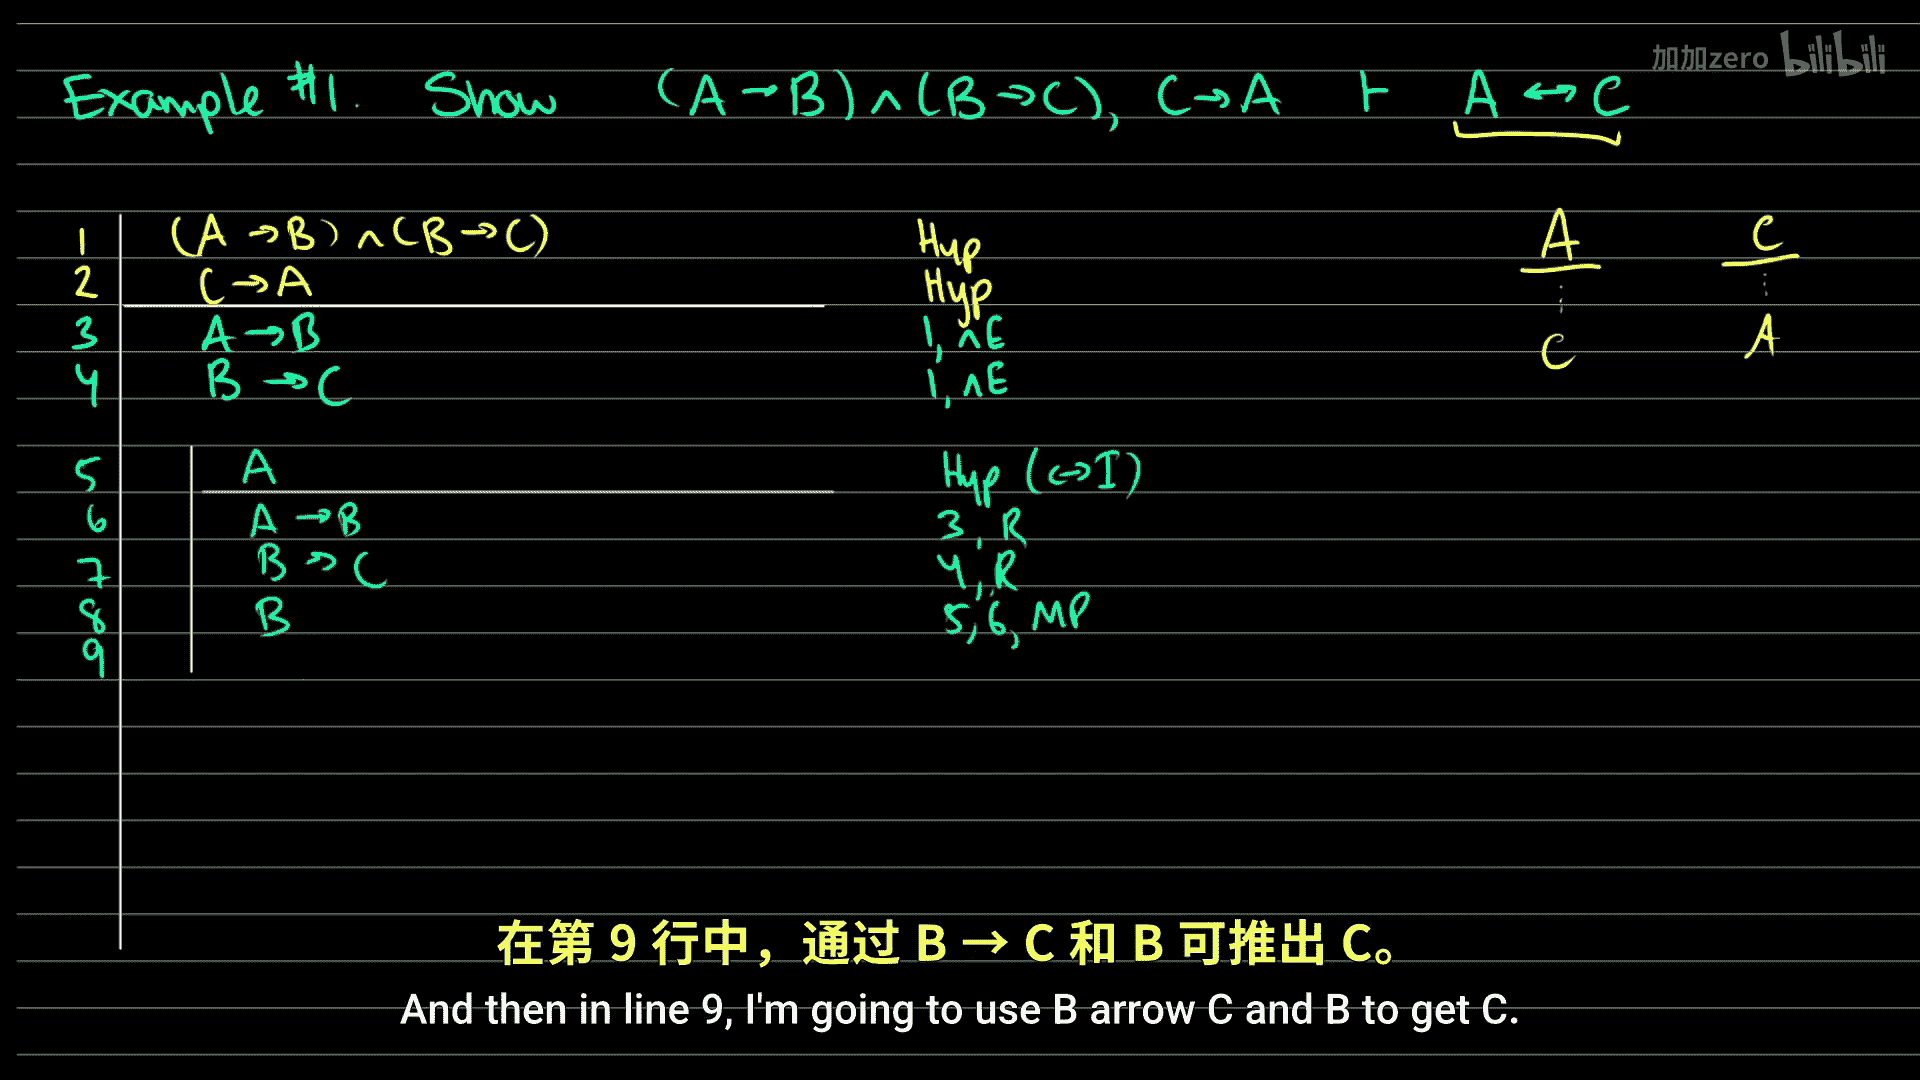 加加zero bilibili
Example #1. Show (A→B)∧(B→C), C→A ⊢ A↔C
1 (A→B)∧(B→C) Hyp
2 C→A Hyp
3 A→B 1, ∧E
4 B→C 1, ∧E
A
⋮
C
C
⋮
A
5 A Hyp (↔I)
6 A→B 3, R
7 B→C 4, R
8 B 5, 6, MP
9
在第 9 行中，通过 B → C 和 B 可推出 C。
And then in line 9, I'm going to use B arrow C and B to get C.